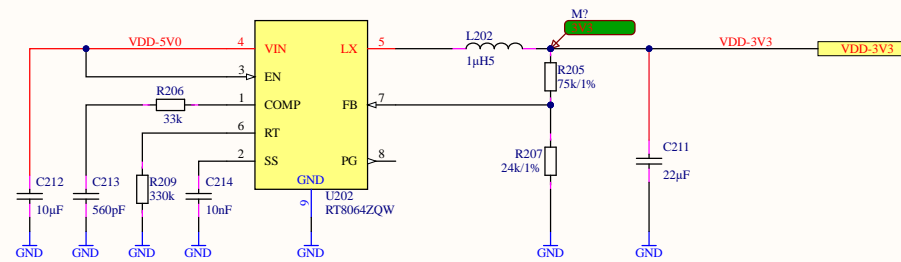 M?
VDD-5V0
4
VIN
LX
5
L202
1µH5
VDD-3V3
VDD-3V3
3
EN
R205
75k/1%
R206
33k
1
COMP
FB
7
6
RT
2
SS
PG
8
R207
24k/1%
C211
22µF
C212
10µF
C213
560pF
R209
330k
C214
10nF
GND
9
U202
RT8064ZQW
GND
GND
GND
GND
GND
GND
GND